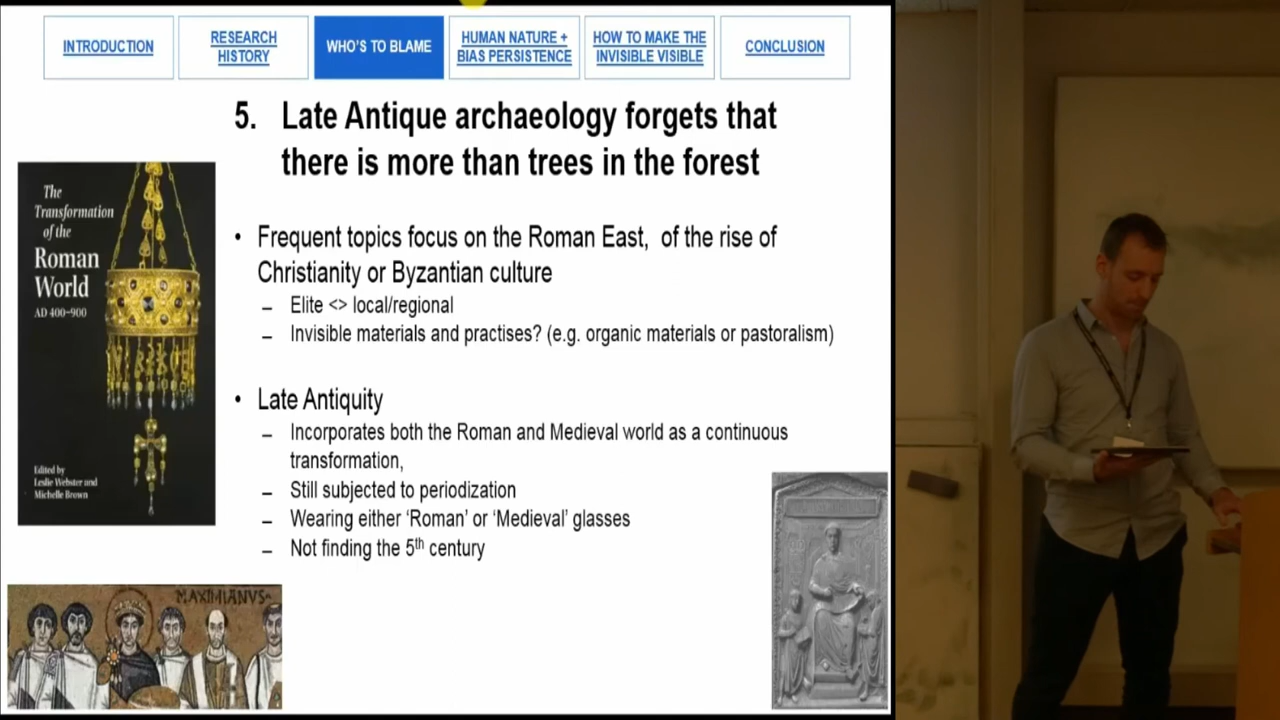 INTRODUCTION
RESEARCH
HISTORY
WHO'S TO BLAME
HUMAN NATURE +
BIAS PERSISTENCE
HOW TO MAKE THE
INVISIBLE VISIBLE
CONCLUSION
5. Late Antique archaeology forgets that
there is more than trees in the forest
The
Transformation
of the
Roman
World
AD 400–900
Edited by
Leslie Webster and
Michelle Brown
• Frequent topics focus on the Roman East, of the rise of
Christianity or Byzantian culture
– Elite <> local/regional
– Invisible materials and practises? (e.g. organic materials or pastoralism)
• Late Antiquity
– Incorporates both the Roman and Medieval world as a continuous
transformation,
– Still subjected to periodization
– Wearing either ‘Roman’ or ‘Medieval’ glasses
– Not finding the 5th century
MAXIMIANVS